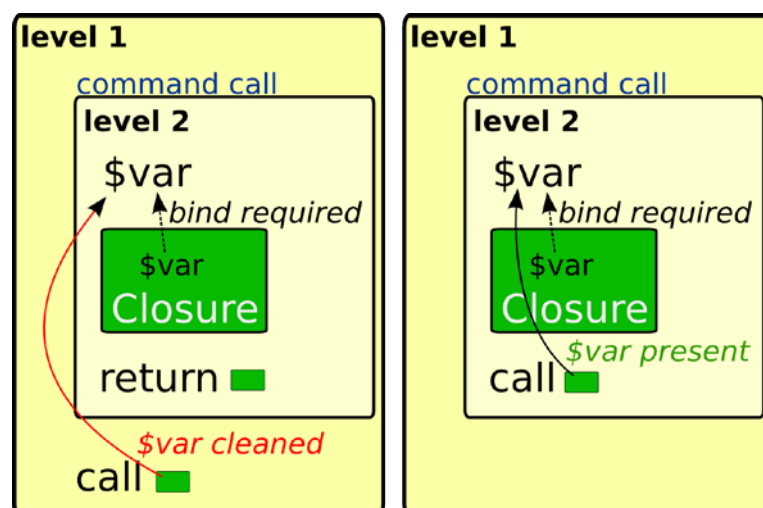 level 1
command call
level 2
$var
bind required
$var
Closure
return
$var cleaned
call
level 1
command call
level 2
$var
bind required
$var
Closure
$var present
call